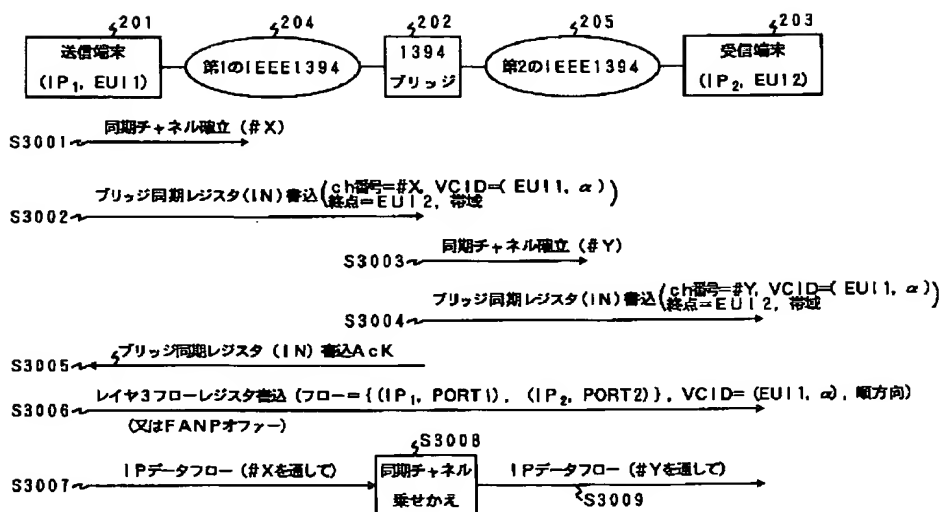 201
204
202
205
203
送信端末
(IP₁, EUI1)
第1のIEEE1394
1394
ブリッジ
第2のIEEE1394
受信端末
(IP₂, EUI2)
S3001
同期チャネル確立 (#X)
S3002
ブリッジ同期レジスタ(IN)書込(ch番号=#X, VCID=(EUI1, α)
終点=EUI2, 帯域)
S3003
同期チャネル確立 (#Y)
S3004
ブリッジ同期レジスタ(IN)書込(ch番号=#Y, VCID=(EUI1, α)
終点=EUI2, 帯域)
S3005
ブリッジ同期レジスタ (IN) 書込AcK
S3006
レイヤ3フローレジスタ書込 (フロー={(IP₁, PORT1), (IP₂, PORT2)}, VCID=(EUI1, α), 順方向)
(又はFANPオファー)
S3008
S3007
IPデータフロー (#Xを通して)
同期チャネル
乗せかえ
IPデータフロー (#Yを通して)
S3009